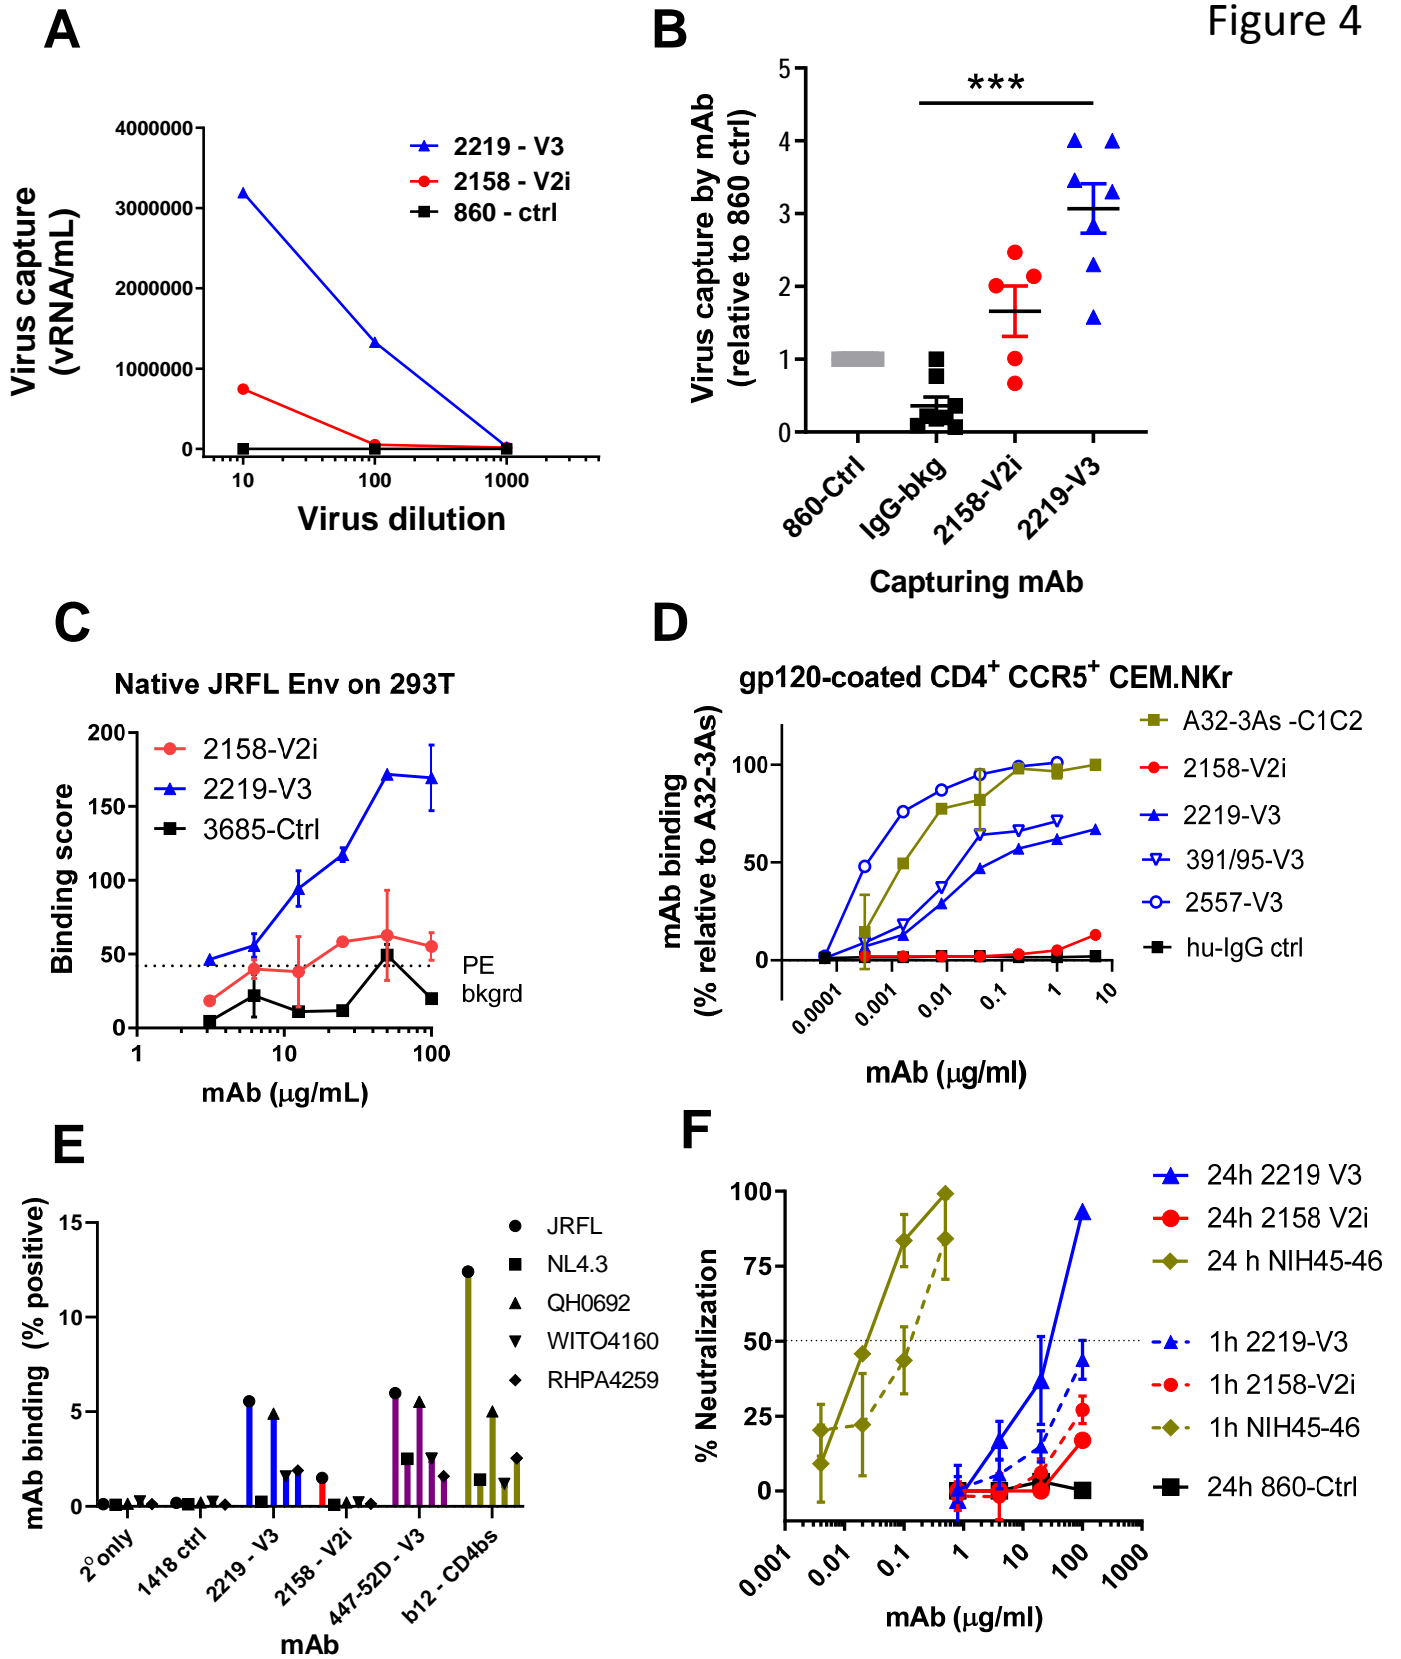 Figure 4
A
4000000
3000000
2000000
1000000
0
10
100
1000
Virus capture
(vRNA/mL)
Virus dilution
2219 - V3
2158 - V2i
860 - ctrl
B
5
4
3
2
1
0
***
Virus capture by mAb
(relative to 860 ctrl)
860-Ctrl
IgG-bkg
2158-V2i
2219-V3
Capturing mAb
C
Native JRFL Env on 293T
200
150
100
50
0
1
10
100
Binding score
2158-V2i
2219-V3
3685-Ctrl
PE
bkgrd
mAb (μg/mL)
D
gp120-coated CD4+ CCR5+ CEM.NKr
mAb binding
(% relative to A32-3As)
100
50
0
0.0001
0.001
0.01
0.1
1
10
mAb (μg/ml)
A32-3As -C1C2
2158-V2i
2219-V3
391/95-V3
2557-V3
hu-IgG ctrl
E
mAb binding (% positive)
15
10
5
0
JRFL
NL4.3
QH0692
WITO4160
RHPA4259
2° only
1418 ctrl
2219 - V3
2158 - V2i
447-52D - V3
b12 - CD4bs
mAb
F
% Neutralization
100
75
50
25
0
0.001
0.01
0.1
1
10
100
1000
mAb (μg/ml)
24h 2219 V3
24h 2158 V2i
24 h NIH45-46
1h 2219-V3
1h 2158-V2i
1h NIH45-46
24h 860-Ctrl